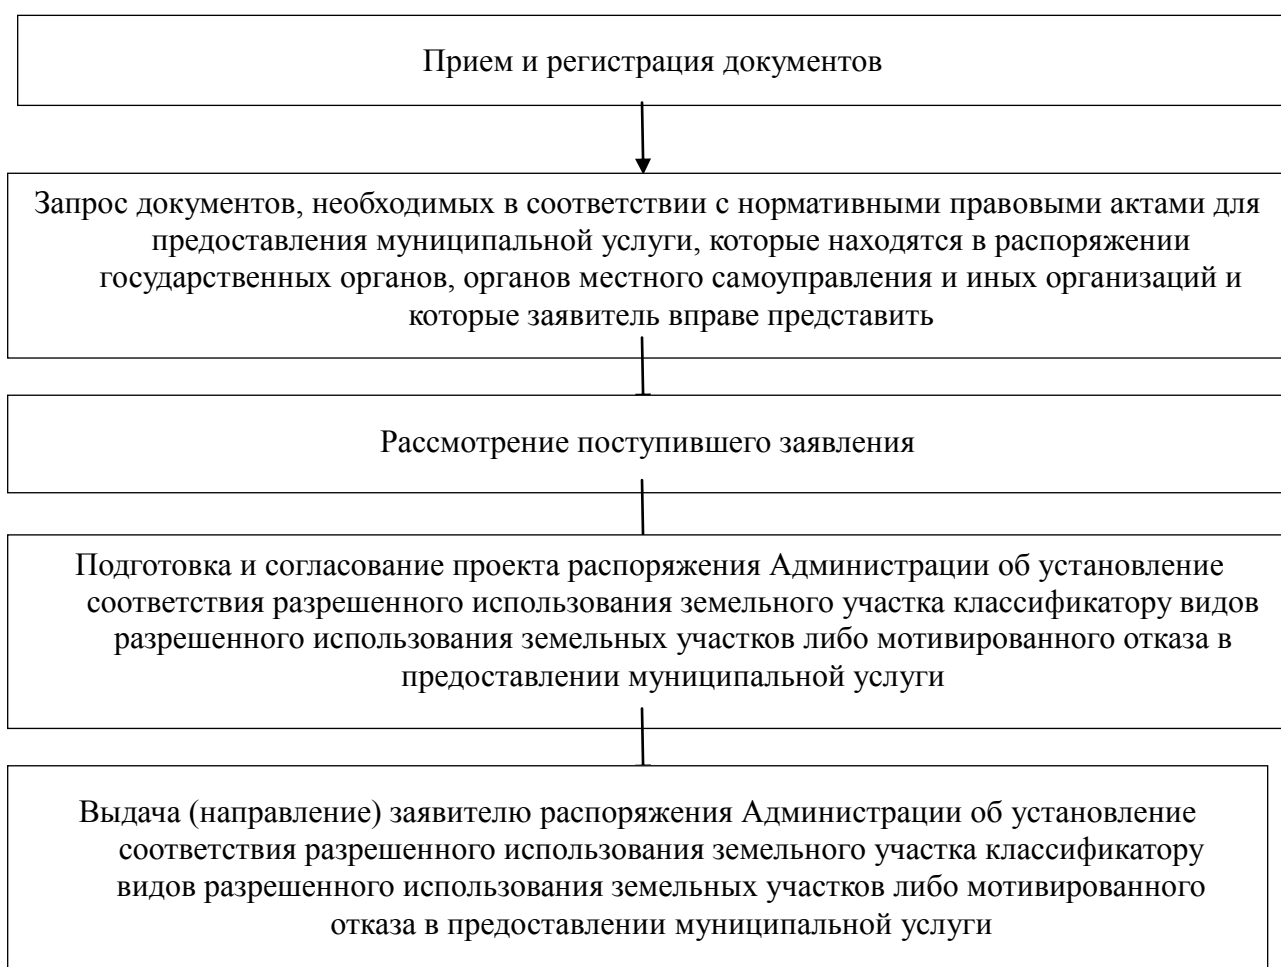 Прием и регистрация документов
Запрос документов, необходимых в соответствии с нормативными правовыми актами для
предоставления муниципальной услуги, которые находятся в распоряжении
государственных органов, органов местного самоуправления и иных организаций и
которые заявитель вправе представить
Рассмотрение поступившего заявления
Подготовка и согласование проекта распоряжения Администрации об установление
соответствия разрешенного использования земельного участка классификатору видов
разрешенного использования земельных участков либо мотивированного отказа в
предоставлении муниципальной услуги
Выдача (направление) заявителю распоряжения Администрации об установление
соответствия разрешенного использования земельного участка классификатору
видов разрешенного использования земельных участков либо мотивированного
отказа в предоставлении муниципальной услуги